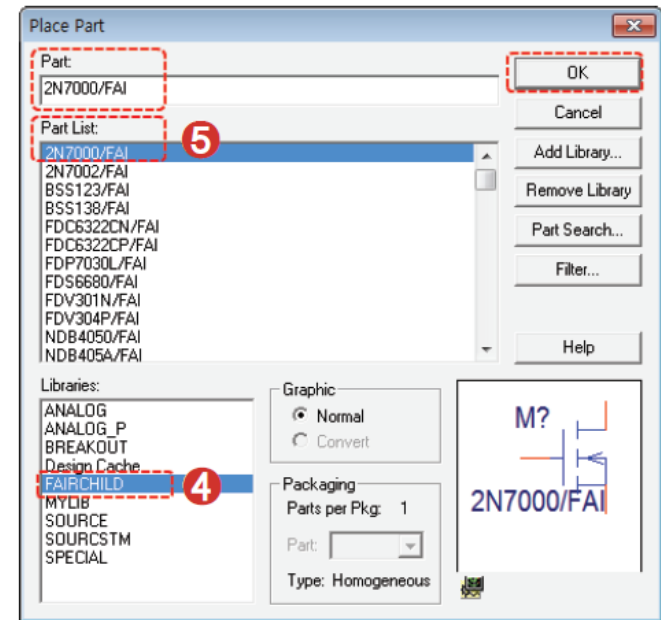 Place Part
Part:
2N7000/FAI
OK
Cancel
Part List:
5
2N7000/FAI
2N7002/FAI
BSS123/FAI
BSS138/FAI
FDC6322CN/FAI
FDC6322CP/FAI
FDP7030L/FAI
FDS6680/FAI
FDV301N/FAI
FDV304P/FAI
NDB4050/FAI
NDB405A/FAI
Add Library...
Remove Library
Part Search...
Filter...
Help
Libraries:
ANALOG
ANALOG_P
BREAKOUT
Design Cache
FAIRCHILD
4
MYLIB
SOURCE
SOURCSTM
SPECIAL
Graphic
Normal
Convert
Packaging
Parts per Pkg: 1
Part:
Type: Homogeneous
M?
2N7000/FAI